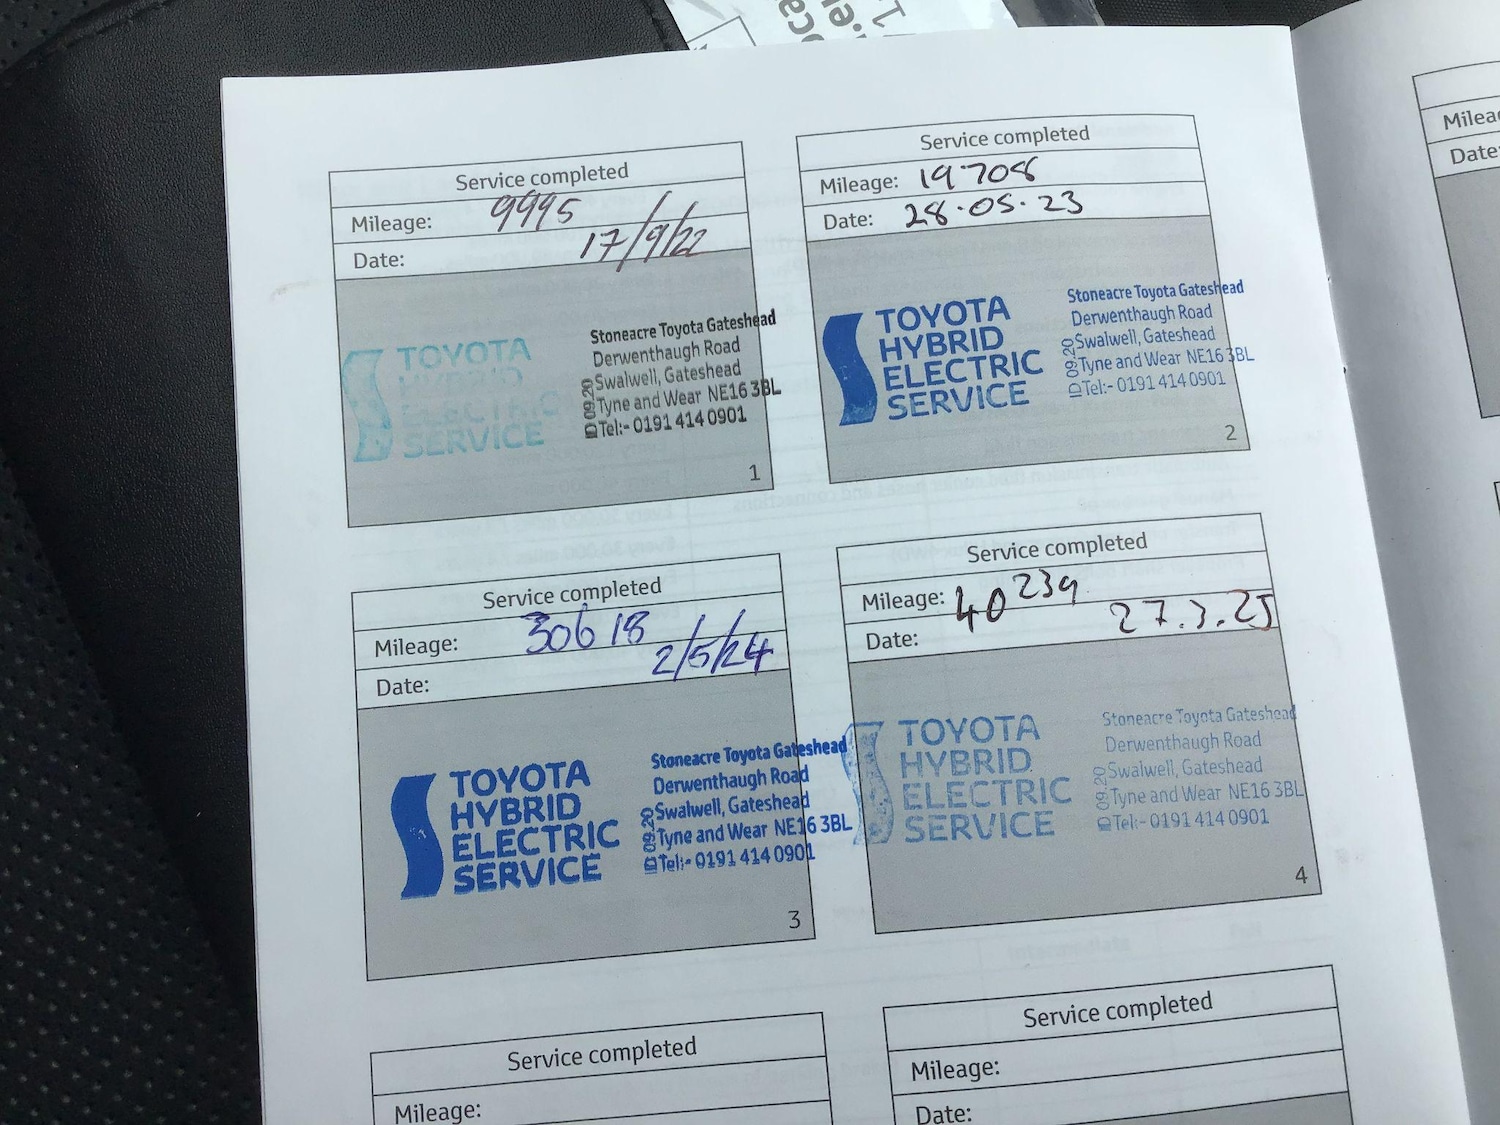 Service completed
Mileage: 9995
Date: 17/9/22
TOYOTA
HYBRID
ELECTRIC
SERVICE
Stoneacre Toyota Gateshead
Derwenthaugh Road
Swalwell, Gateshead
Tyne and Wear NE16 3BL
Tel:- 0191 414 0901
ID 09.20
1
Service completed
Mileage: 19708
Date: 28.05.23
TOYOTA
HYBRID
ELECTRIC
SERVICE
Stoneacre Toyota Gateshead
Derwenthaugh Road
Swalwell, Gateshead
Tyne and Wear NE16 3BL
Tel:- 0191 414 0901
ID 09.20
2
Service completed
Mileage: 30618
Date: 2/5/24
TOYOTA
HYBRID
ELECTRIC
SERVICE
Stoneacre Toyota Gateshead
Derwenthaugh Road
Swalwell, Gateshead
Tyne and Wear NE16 3BL
Tel:- 0191 414 0901
ID 09.20
3
Service completed
Mileage: 40239
Date: 27.3.25
TOYOTA
HYBRID
ELECTRIC
SERVICE
Stoneacre Toyota Gateshead
Derwenthaugh Road
Swalwell, Gateshead
Tyne and Wear NE16 3BL
Tel:- 0191 414 0901
ID 09.20
4
Service completed
Mileage:
Service completed
Mileage:
Date:
Date: